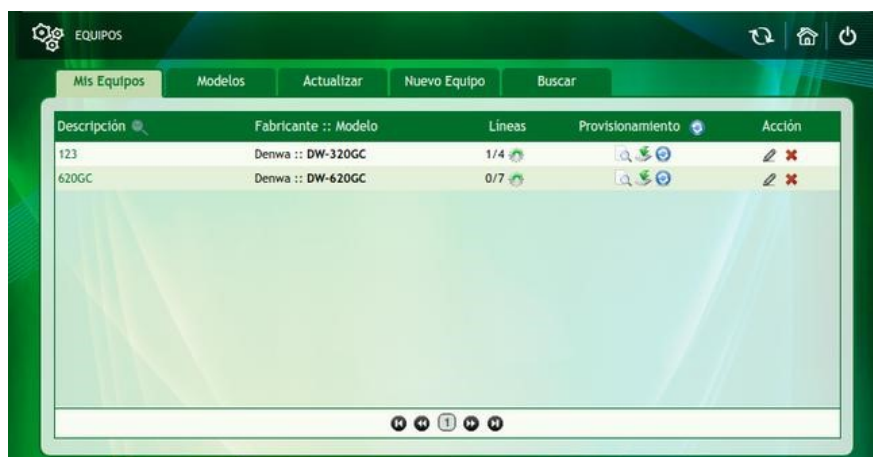 EQUIPOS
Mis Equipos Modelos Actualizar Nuevo Equipo Buscar
Descripción Fabricante :: Modelo Líneas Provisionamiento Acción
123 Denwa :: DW-320GC 1/4
620GC Denwa :: DW-620GC 0/7
1